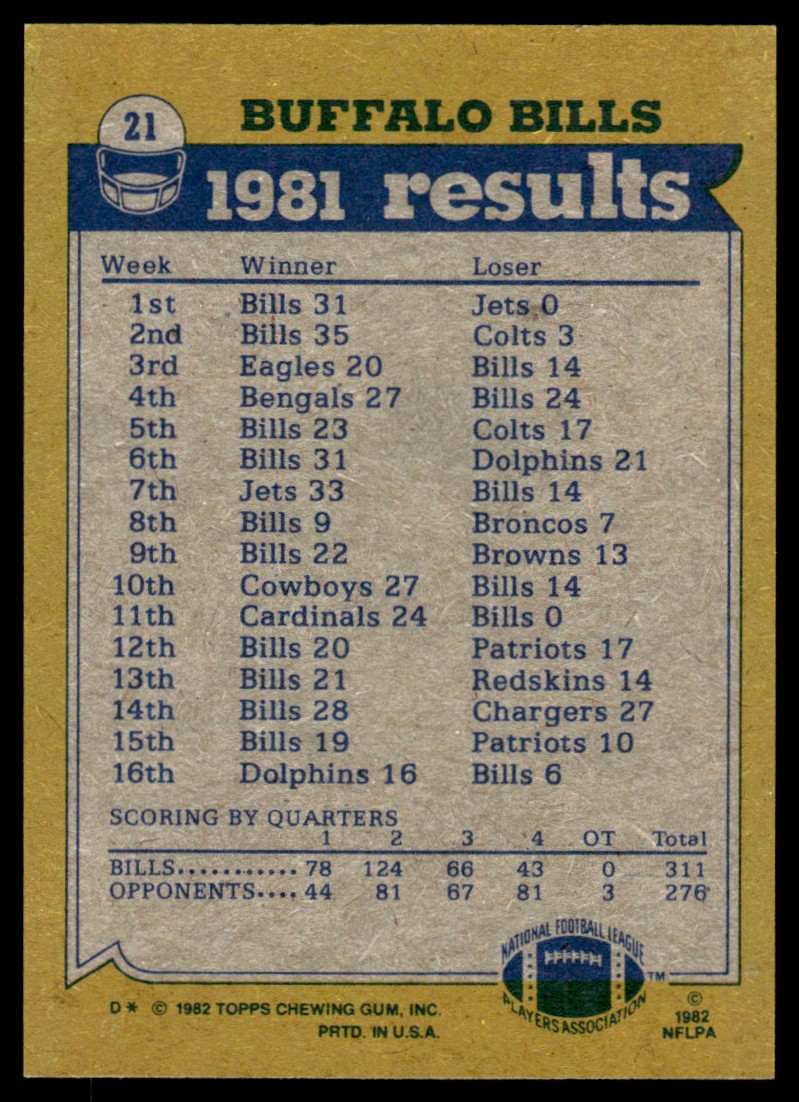 21
BUFFALO BILLS
1981 results
Week Winner Loser
1st Bills 31 Jets 0
2nd Bills 35 Colts 3
3rd Eagles 20 Bills 14
4th Bengals 27 Bills 24
5th Bills 23 Colts 17
6th Bills 31 Dolphins 21
7th Jets 33 Bills 14
8th Bills 9 Broncos 7
9th Bills 22 Browns 13
10th Cowboys 27 Bills 14
11th Cardinals 24 Bills 0
12th Bills 20 Patriots 17
13th Bills 21 Redskins 14
14th Bills 28 Chargers 27
15th Bills 19 Patriots 10
16th Dolphins 16 Bills 6
SCORING BY QUARTERS
1 2 3 4 OT Total
BILLS........... 78 124 66 43 0 311
OPPONENTS.... 44 81 67 81 3 276
NATIONAL FOOTBALL LEAGUE
PLAYERS ASSOCIATION
TM
D * © 1982 TOPPS CHEWING GUM, INC.
PRTD. IN U.S.A.
©
1982
NFLPA